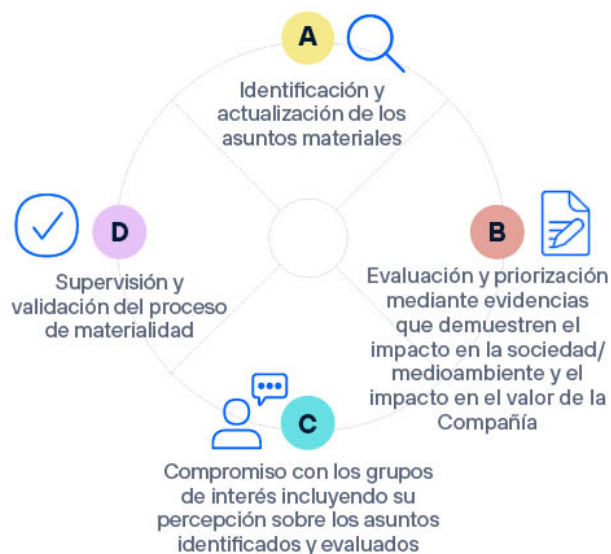 A
Identificación y
actualización de los
asuntos materiales
B
Evaluación y priorización
mediante evidencias
que demuestren el
impacto en la sociedad/
medioambiente y el
impacto en el valor de la
Compañía
C
Compromiso con los grupos
de interés incluyendo su
percepción sobre los asuntos
identificados y evaluados
D
Supervisión y
validación del proceso
de materialidad